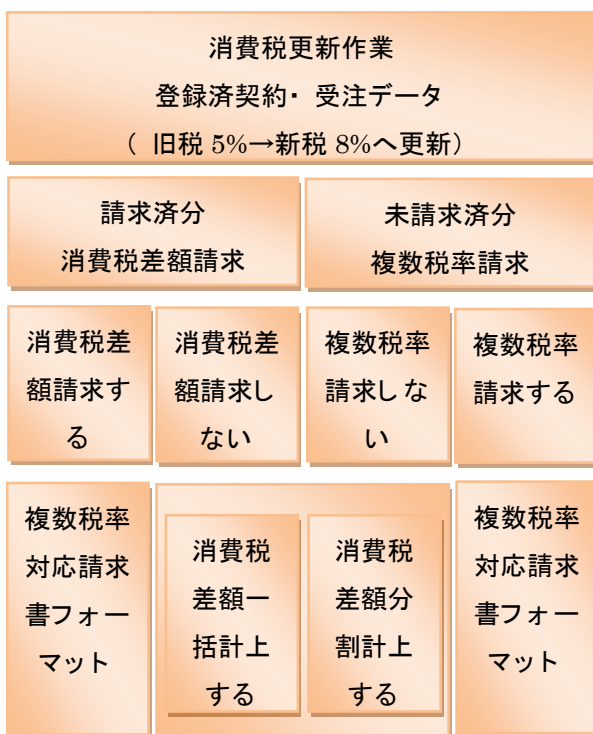 消費税更新作業
登録済契約・ 受注データ
（ 旧税 5%→新税 8%へ更新）
請求済分
消費税差額請求
未請求済分
複数税率請求
消費税差
額請求す
る
消費税差
額請求し
ない
複数税率
請求しな
い
複数税率
請求する
複数税率
対応請求
書フォー
マット
消費税
差額一
括計上
する
消費税
差額分
割計上
する
複数税率
対応請求
書フォー
マット